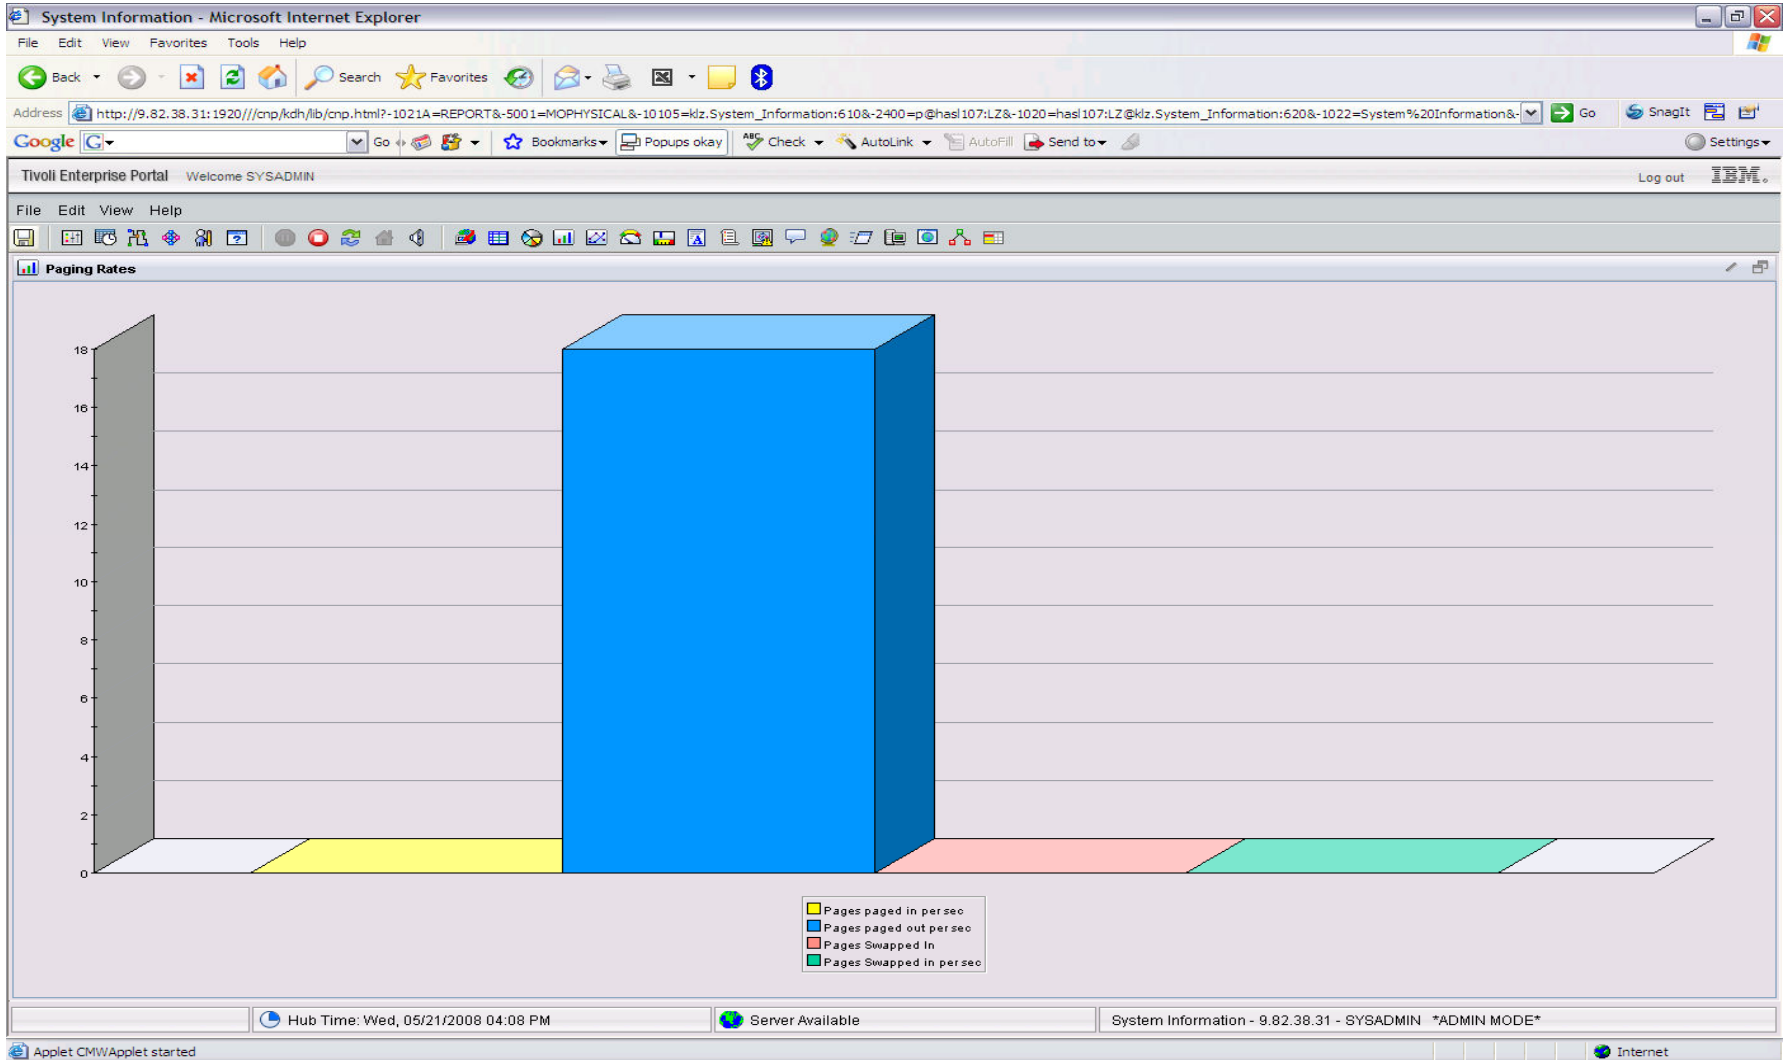 System Information - Microsoft Internet Explorer
File Edit View Favorites Tools Help
Back Search Favorites
Address http://9.82.38.31:1920///cnp/kdh/lib/cnp.html?-1021A=REPORT&-5001=MOPHYSICAL&-10105=klz.System_Information:610&-2400=p@hasl107:LZ&-1020=hasl107:LZ@klz.System_Information:620&-1022=System%20Information&- Go SnagIt
Google G Go Bookmarks Popups okay ABC Check AutoLink AutoFill Send to Settings
Tivoli Enterprise Portal Welcome SYSADMIN Log out IBM.
File Edit View Help
Paging Rates
18
16
14
12
10
8
6
4
2
0
Pages paged in per sec
Pages paged out per sec
Pages Swapped In
Pages Swapped in per sec
Hub Time: Wed, 05/21/2008 04:08 PM Server Available System Information - 9.82.38.31 - SYSADMIN *ADMIN MODE*
Applet CMWApplet started Internet